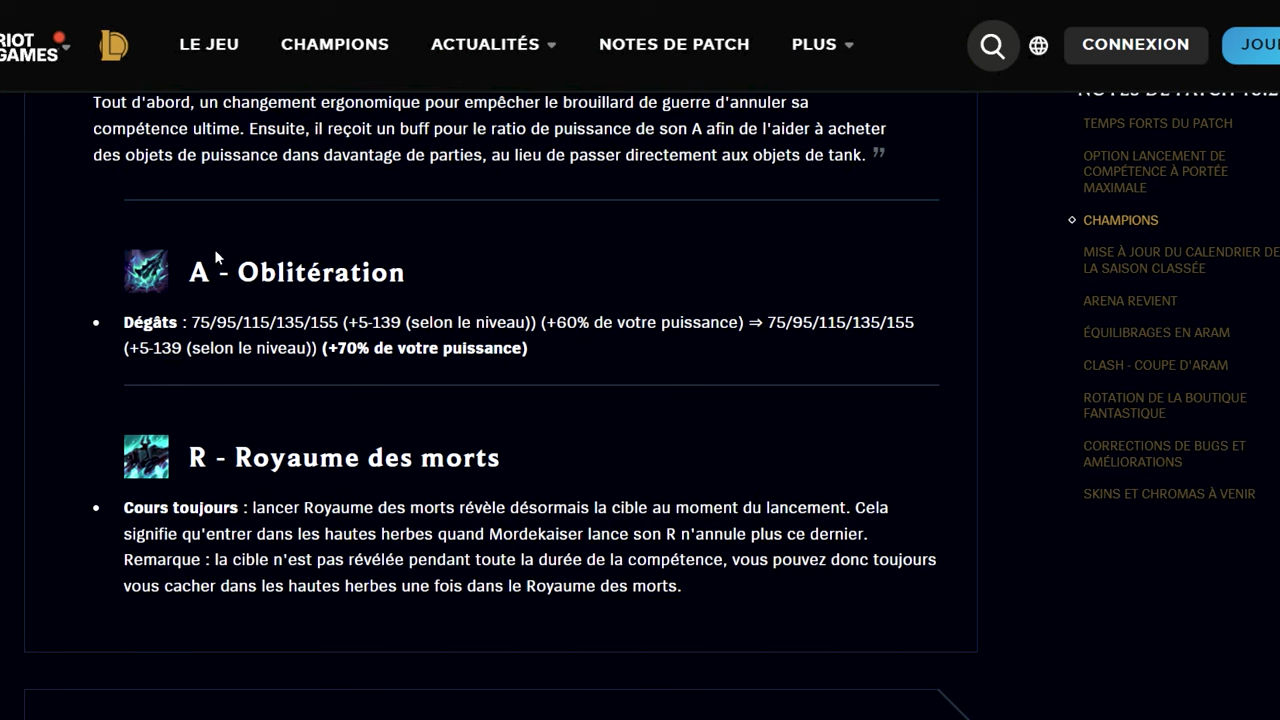 RIOT
GAMES
LE JEU
CHAMPIONS
ACTUALITÉS
NOTES DE PATCH
PLUS
CONNEXION
JOUE
Tout d'abord, un changement ergonomique pour empêcher le brouillard de guerre d'annuler sa
compétence ultime. Ensuite, il reçoit un buff pour le ratio de puissance de son A afin de l'aider à acheter
des objets de puissance dans davantage de parties, au lieu de passer directement aux objets de tank. ”
A - Oblitération
• Dégâts : 75/95/115/135/155 (+5-139 (selon le niveau)) (+60% de votre puissance) ⇒ 75/95/115/135/155
(+5-139 (selon le niveau)) (+70% de votre puissance)
R - Royaume des morts
• Cours toujours : lancer Royaume des morts révèle désormais la cible au moment du lancement. Cela
signifie qu'entrer dans les hautes herbes quand Mordekaiser lance son R n'annule plus ce dernier.
Remarque : la cible n'est pas révélée pendant toute la durée de la compétence, vous pouvez donc toujours
vous cacher dans les hautes herbes une fois dans le Royaume des morts.
NOTES DE PATCH
TEMPS FORTS DU PATCH
OPTION LANCEMENT DE
COMPÉTENCE À PORTÉE
MAXIMALE
CHAMPIONS
MISE À JOUR DU CALENDRIER DE
LA SAISON CLASSÉE
ARENA REVIENT
ÉQUILIBRAGES EN ARAM
CLASH - COUPE D'ARAM
ROTATION DE LA BOUTIQUE
FANTASTIQUE
CORRECTIONS DE BUGS ET
AMÉLIORATIONS
SKINS ET CHROMAS À VENIR